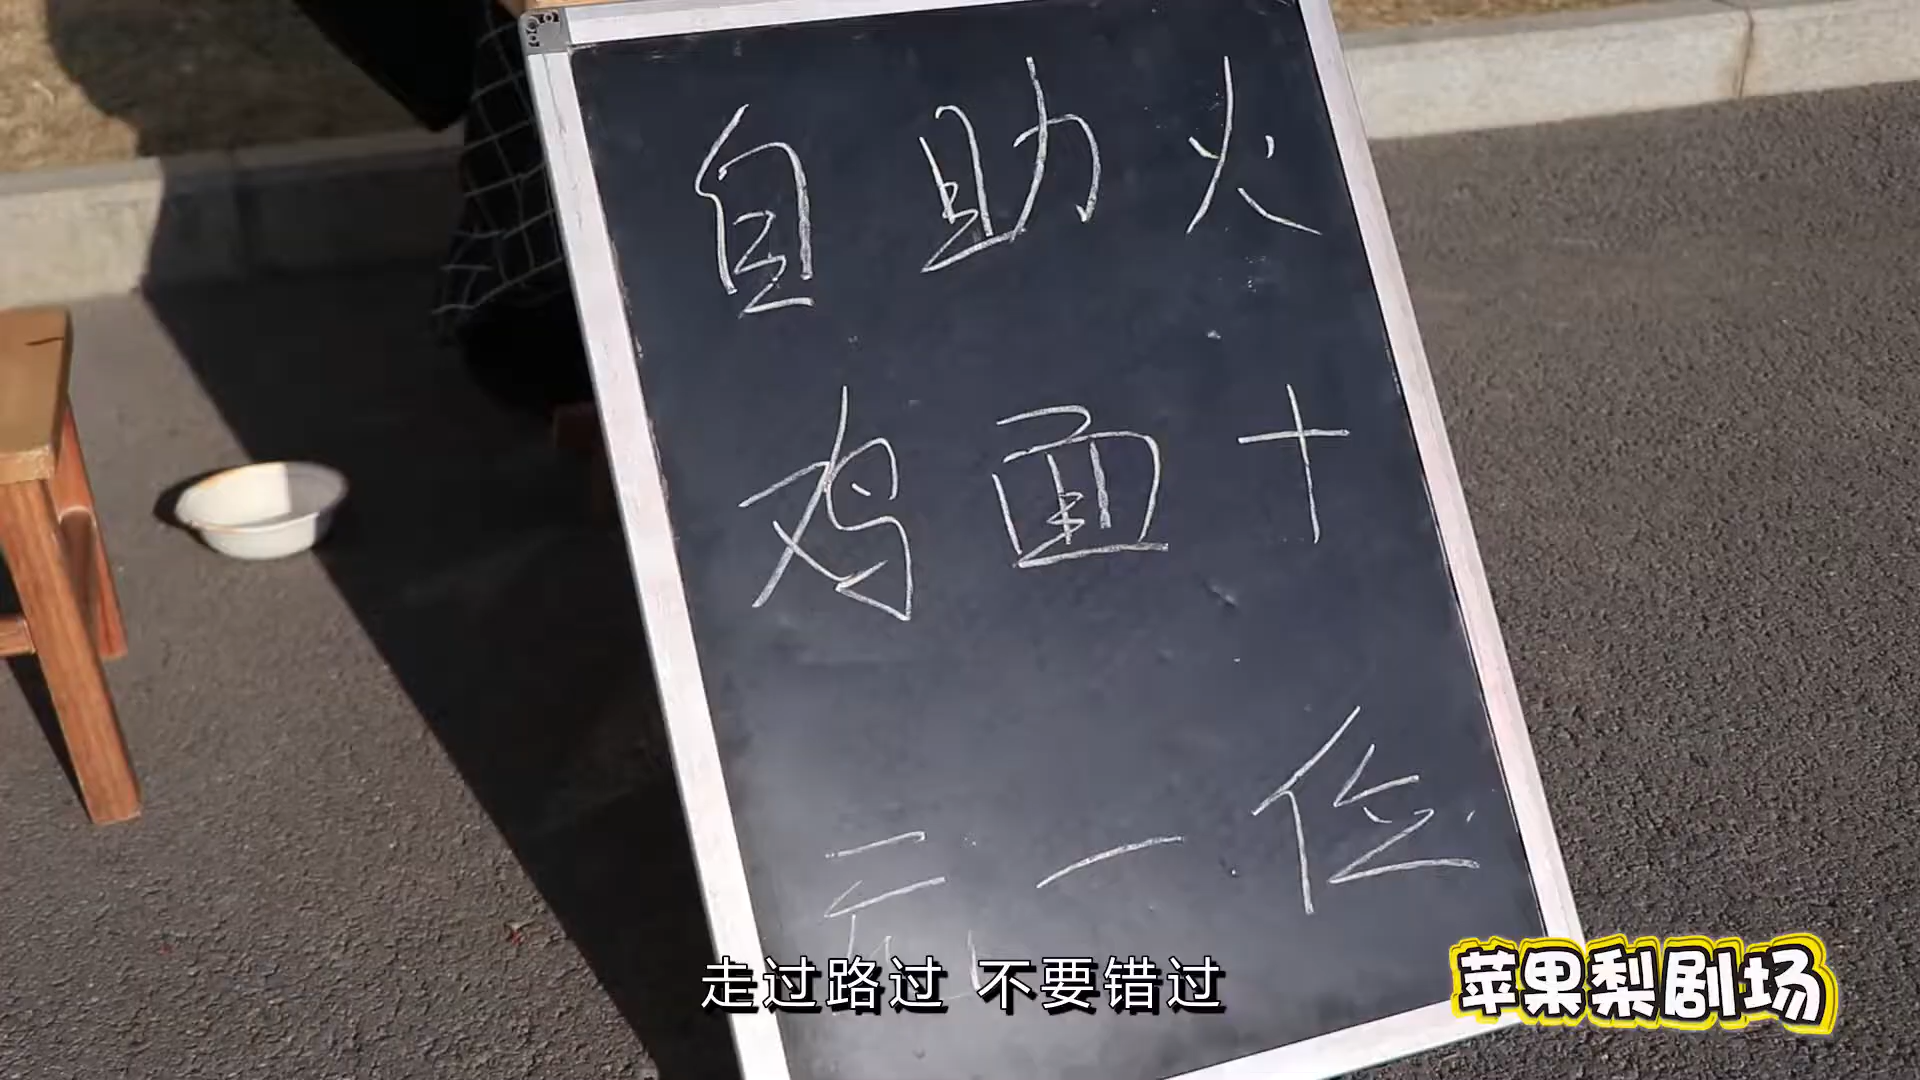 自助火
鸡面十
元一位
走过路过 不要错过
苹果梨剧场